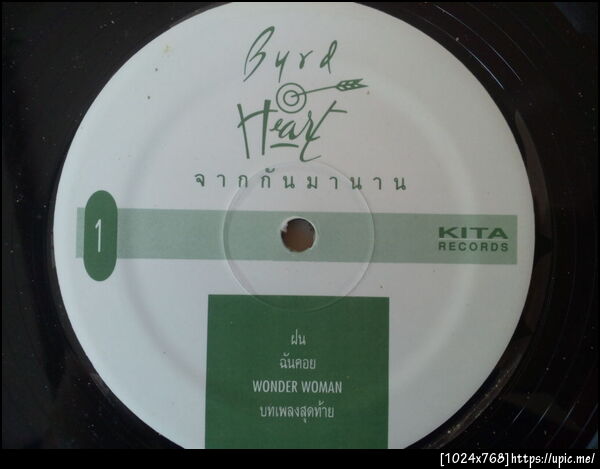 Byrd
Heart
จากกันมานาน
1
KITA
RECORDS
ฝน
ฉันคอย
WONDER WOMAN
บทเพลงสุดท้าย
[1024x768]https://upic.me/